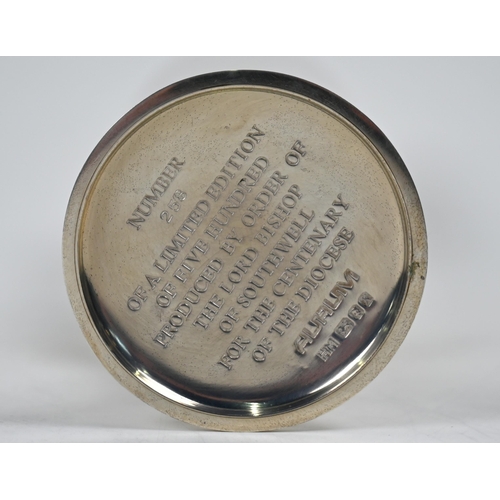 NUMBER
268
OF A LIMITED EDITION
OF FIVE HUNDRED
PRODUCED BY ORDER OF
THE LORD BISHOP
OF SOUTHWELL
FOR THE CENTENARY
OF THE DIOCESE
AURUM